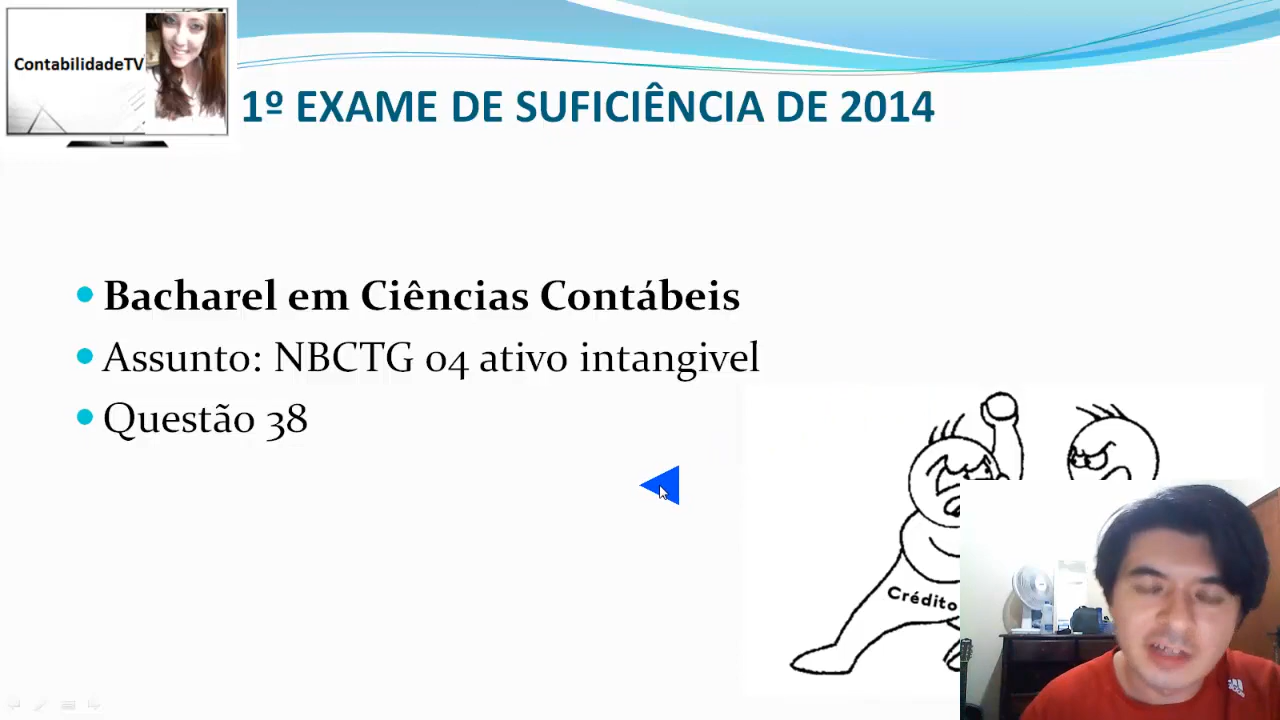 ContabilidadeTV
1º EXAME DE SUFICIÊNCIA DE 2014
Bacharel em Ciências Contábeis
Assunto: NBCTG 04 ativo intangivel
Questão 38
Crédito